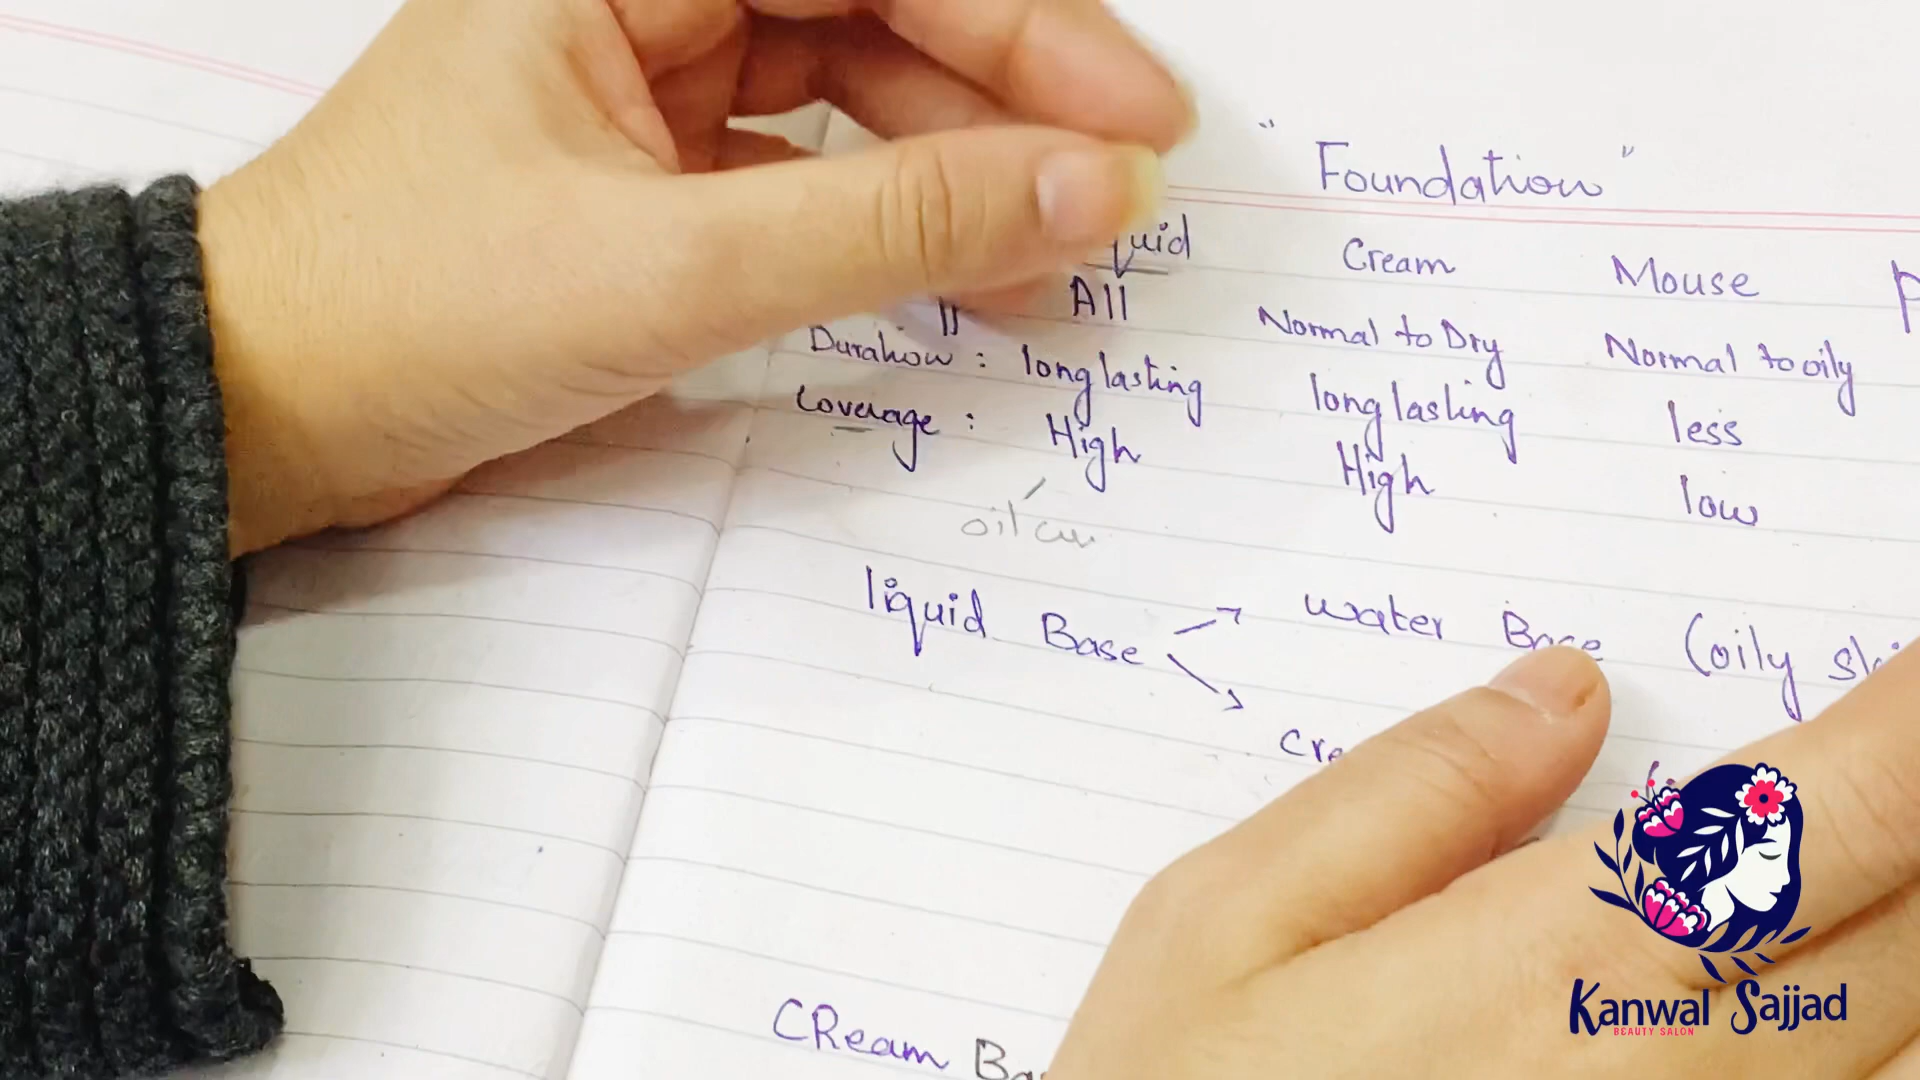 "Foundation"
quid Cream Mouse
All Normal to Dry Normal to oily
Duration : long lasting long lasting less
Coverage : High High low
oil
liquid Base water Base (oily
CReam
Kanwal Sajjad
BEAUTY SALON